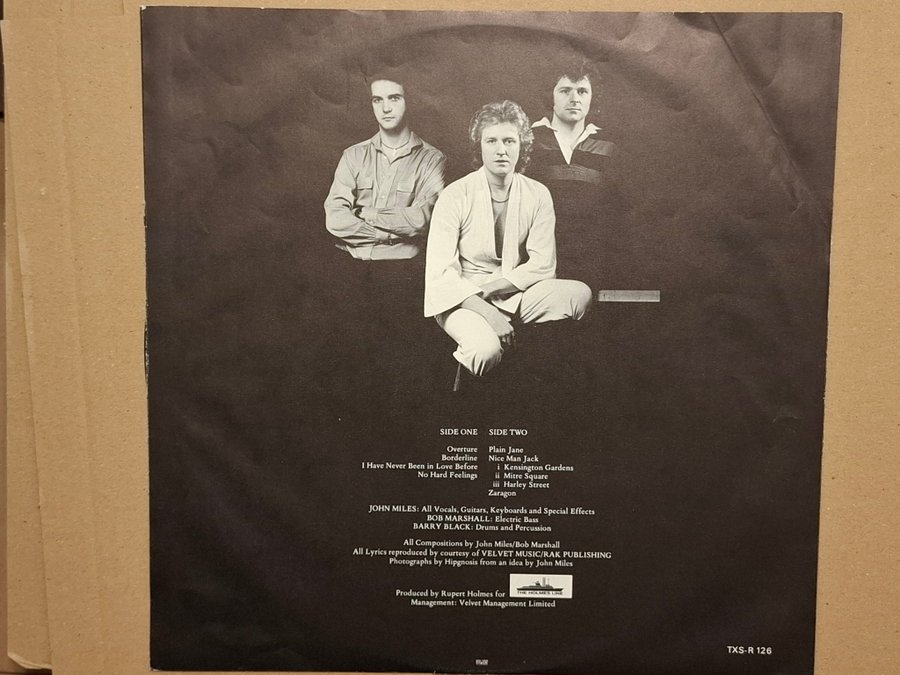 SIDE ONE
Overture
Borderline
I Have Never Been in Love Before
No Hard Feelings
SIDE TWO
Plain Jane
Nice Man Jack
i Kensington Gardens
ii Mitre Square
iii Harley Street
Zaragon
JOHN MILES: All Vocals, Guitars, Keyboards and Special Effects
BOB MARSHALL: Electric Bass
BARRY BLACK: Drums and Percussion
All Compositions by John Miles/Bob Marshall
All Lyrics reproduced by courtesy of VELVET MUSIC/RAK PUBLISHING
Photographs by Hipgnosis from an idea by John Miles
Produced by Rupert Holmes for
THE HOLMES LINE
Management: Velvet Management Limited
TXS-R 126